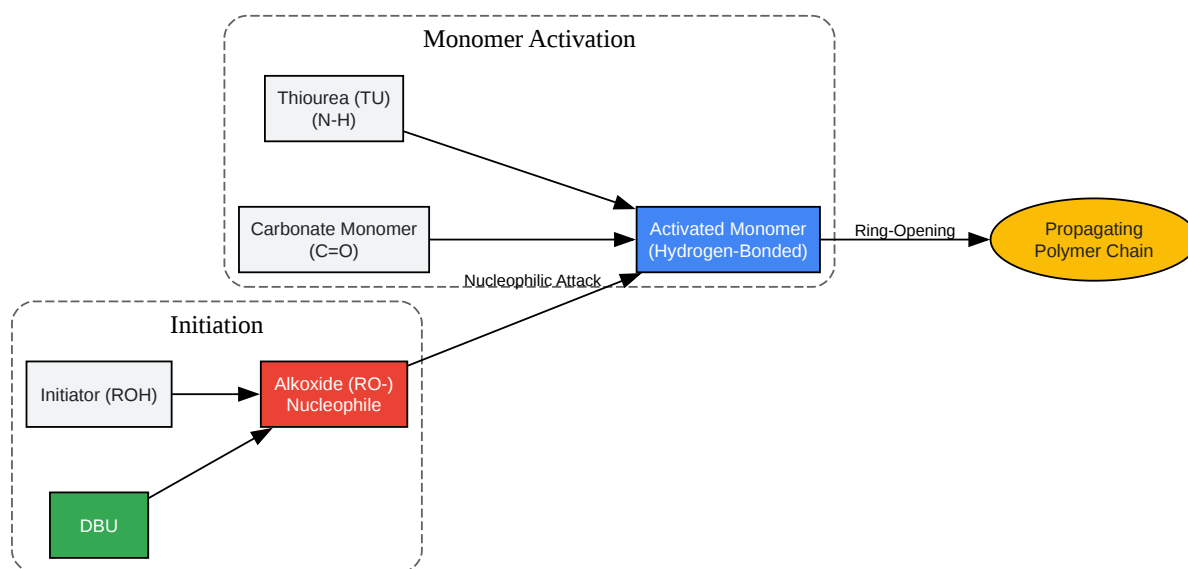 Monomer Activation
Thiourea (TU)
(N-H)
Carbonate Monomer
(C=O)
Activated Monomer
(Hydrogen-Bonded)
Ring-Opening
Propagating
Polymer Chain
Nucleophilic Attack
Initiation
Initiator (ROH)
Alkoxide (RO-)
Nucleophile
DBU